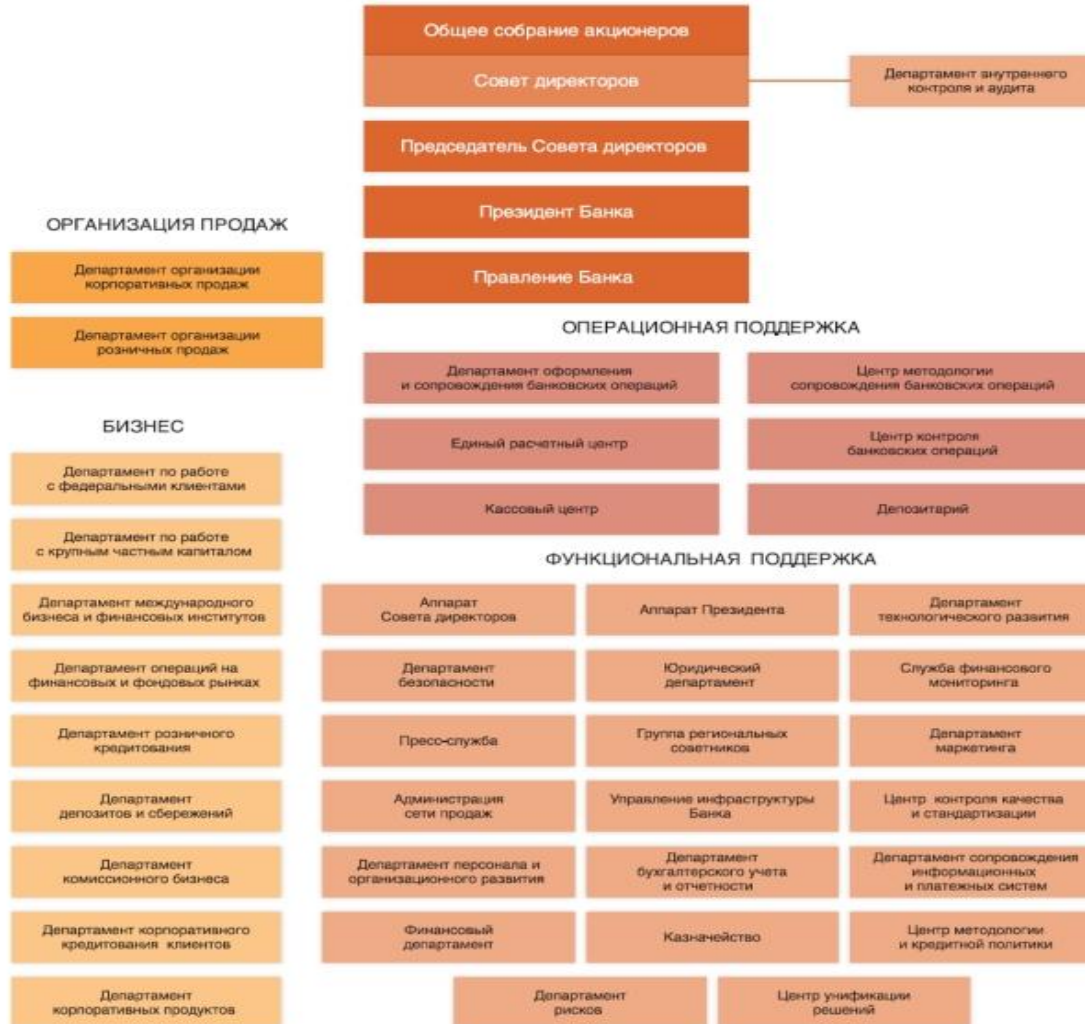 Общее собрание акционеров
Совет директоров
Департамент внутреннего
контроля и аудита
Председатель Совета директоров
Президент Банка
Правление Банка
ОРГАНИЗАЦИЯ ПРОДАЖ
Департамент организации
корпоративных продаж
Департамент организации
розничных продаж
БИЗНЕС
Департамент по работе
с федеральными клиентами
Департамент по работе
с крупным частным капиталом
Департамент международного
бизнеса и финансовых институтов
Департамент операций на
финансовых и фондовых рынках
Департамент розничного
кредитования
Департамент
депозитов и сбережений
Департамент
комиссионного бизнеса
Департамент корпоративного
кредитования клиентов
Департамент
корпоративных продуктов
ОПЕРАЦИОННАЯ ПОДДЕРЖКА
Департамент оформления
и сопровождения банковских операций
Центр методологии
сопровождения банковских операций
Единый расчетный центр
Центр контроля
банковских операций
Кассовый центр
Депозитарий
ФУНКЦИОНАЛЬНАЯ ПОДДЕРЖКА
Аппарат
Совета директоров
Аппарат Президента
Департамент
технологического развития
Департамент
безопасности
Юридический
департамент
Служба финансового
мониторинга
Пресс-служба
Группа региональных
советников
Департамент
маркетинга
Администрация
сети продаж
Управление инфраструктуры
Банка
Центр контроля качества
и стандартизации
Департамент персонала и
организационного развития
Департамент
бухгалтерского учета
и отчетности
Департамент сопровождения
информационных
и платежных систем
Финансовый
департамент
Казначейство
Центр методологии
и кредитной политики
Департамент
рисков
Центр унификации
решений